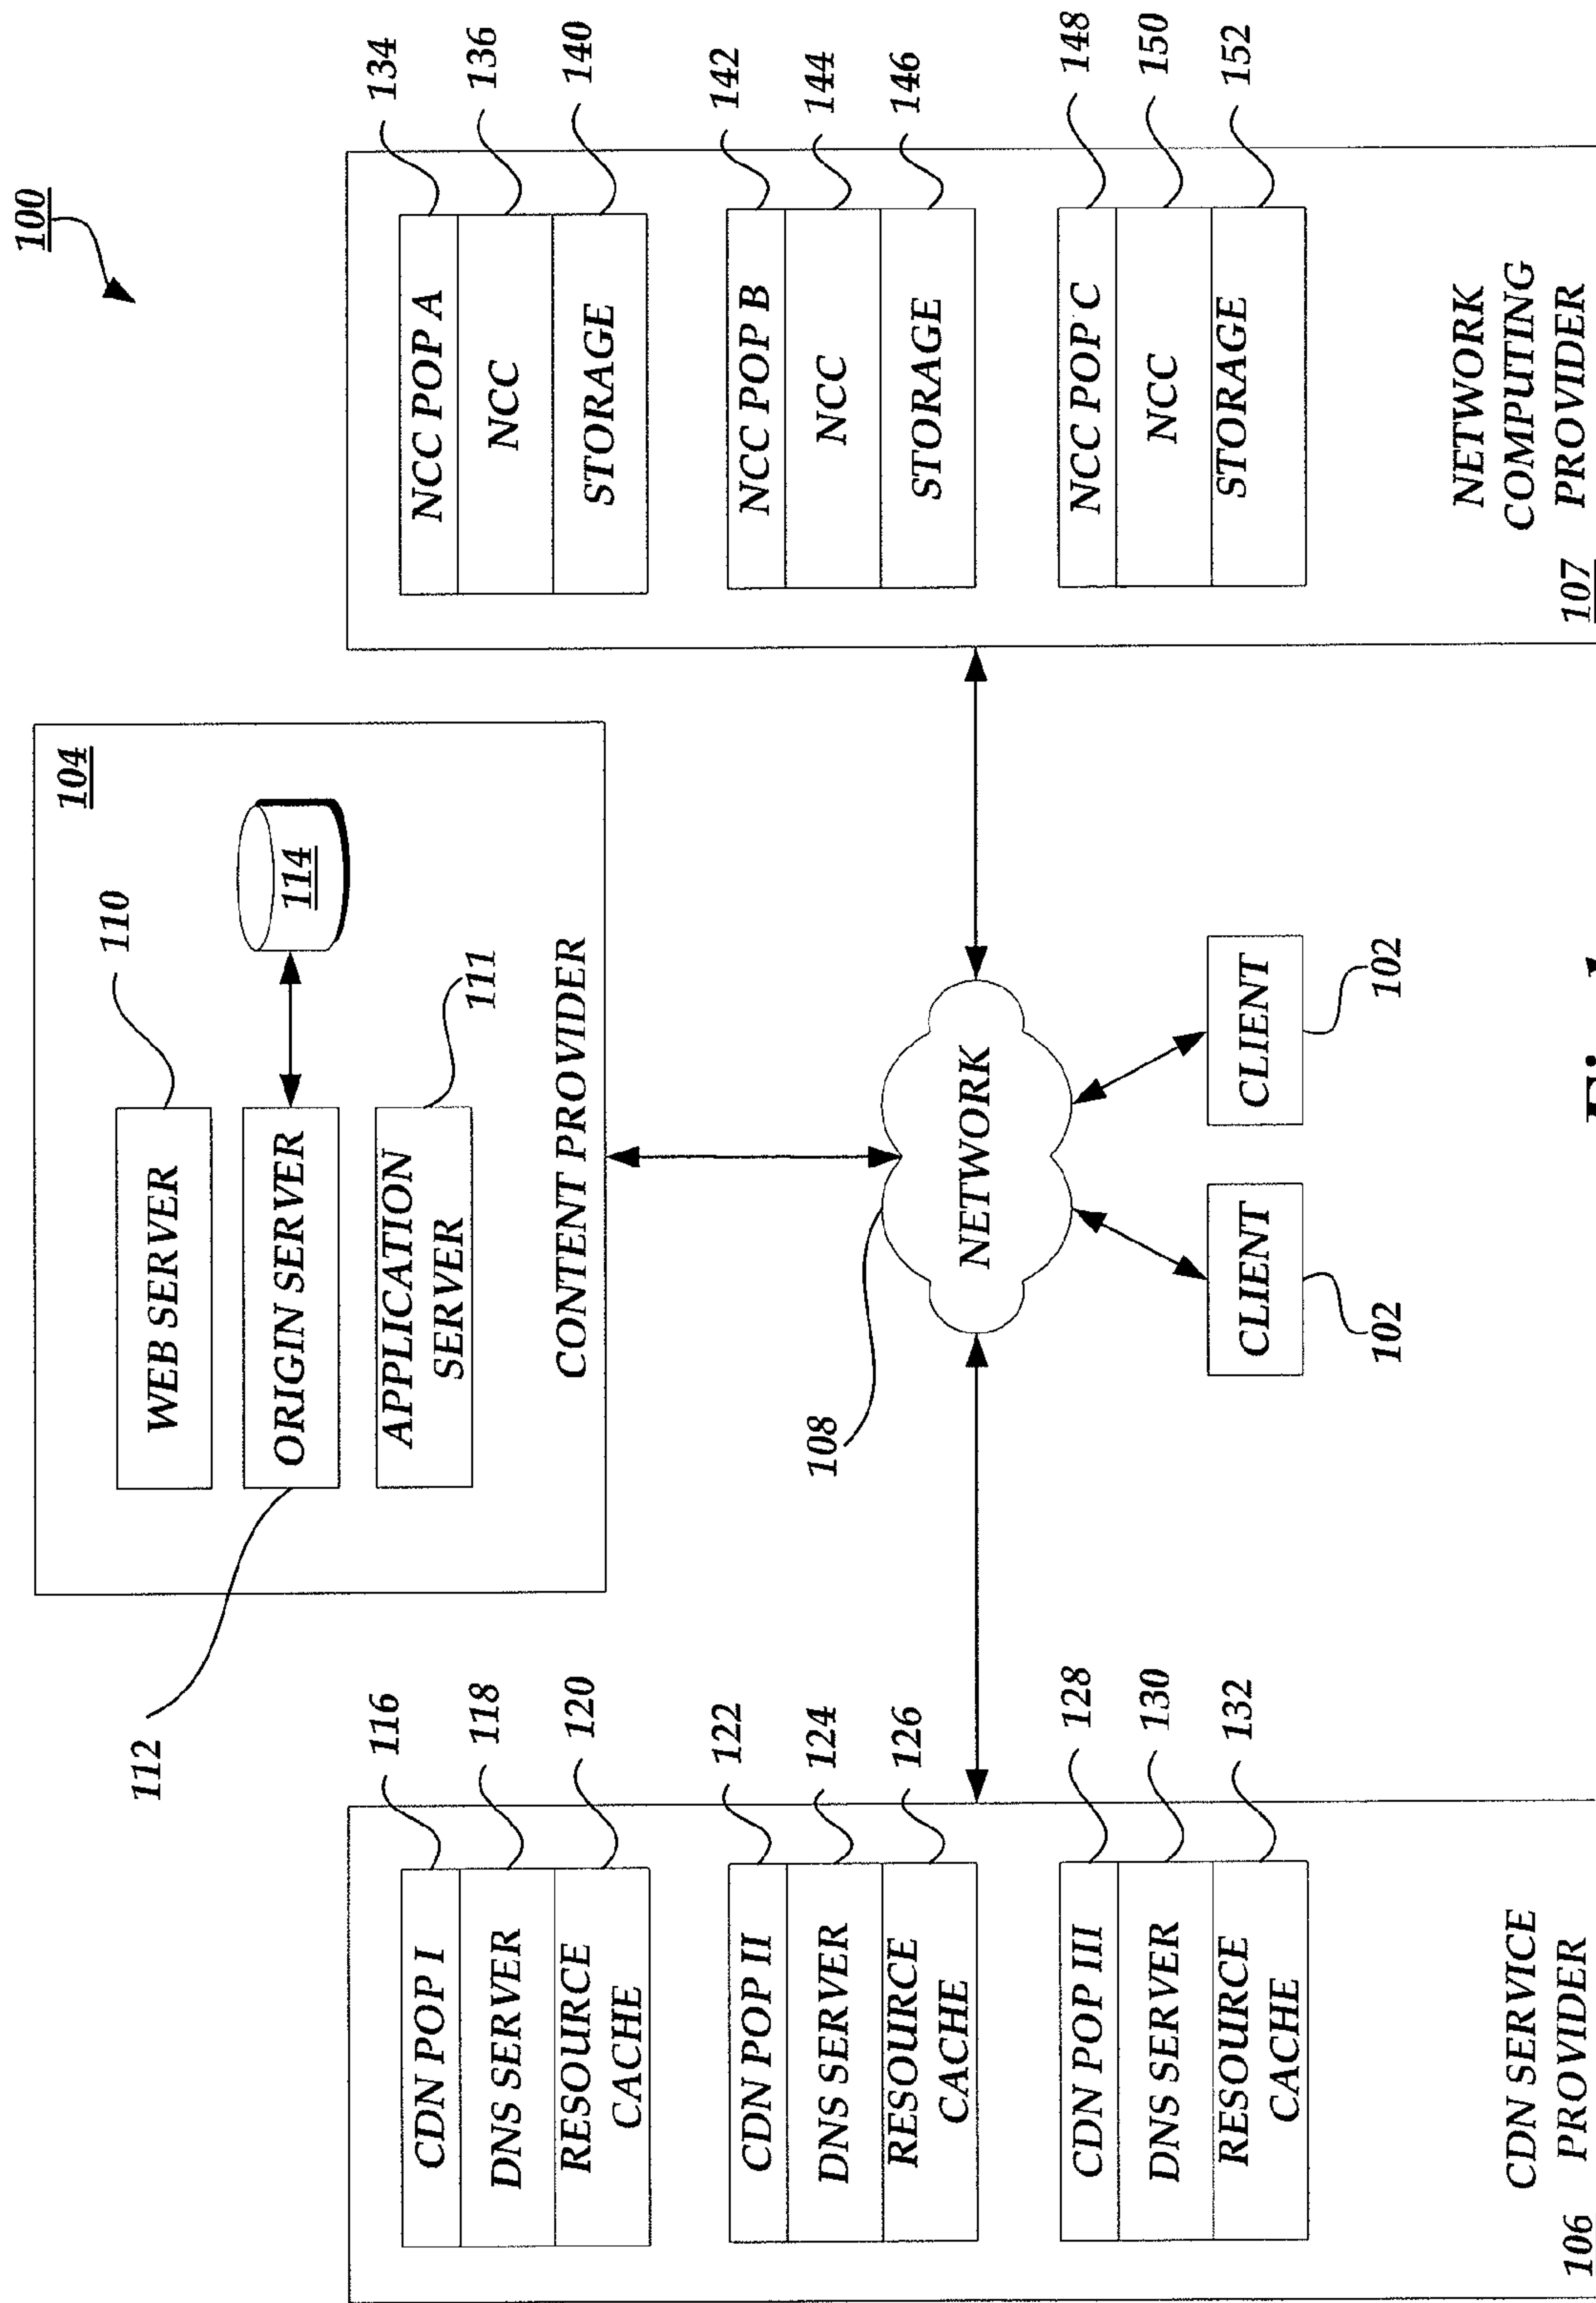 100
104
WEB SERVER
110
112
ORIGIN SERVER
114
APPLICATION
SERVER
111
CONTENT PROVIDER
CDN POP I
116
DNS SERVER
118
RESOURCE
CACHE
120
CDN POP II
122
DNS SERVER
124
RESOURCE
CACHE
126
CDN POP III
128
DNS SERVER
130
RESOURCE
CACHE
132
CDN SERVICE
PROVIDER
106
108
NETWORK
CLIENT
102
CLIENT
102
NCC POP A
134
NCC
136
STORAGE
140
NCC POP B
142
NCC
144
STORAGE
146
NCC POP C
148
NCC
150
STORAGE
152
NETWORK
COMPUTING
PROVIDER
107